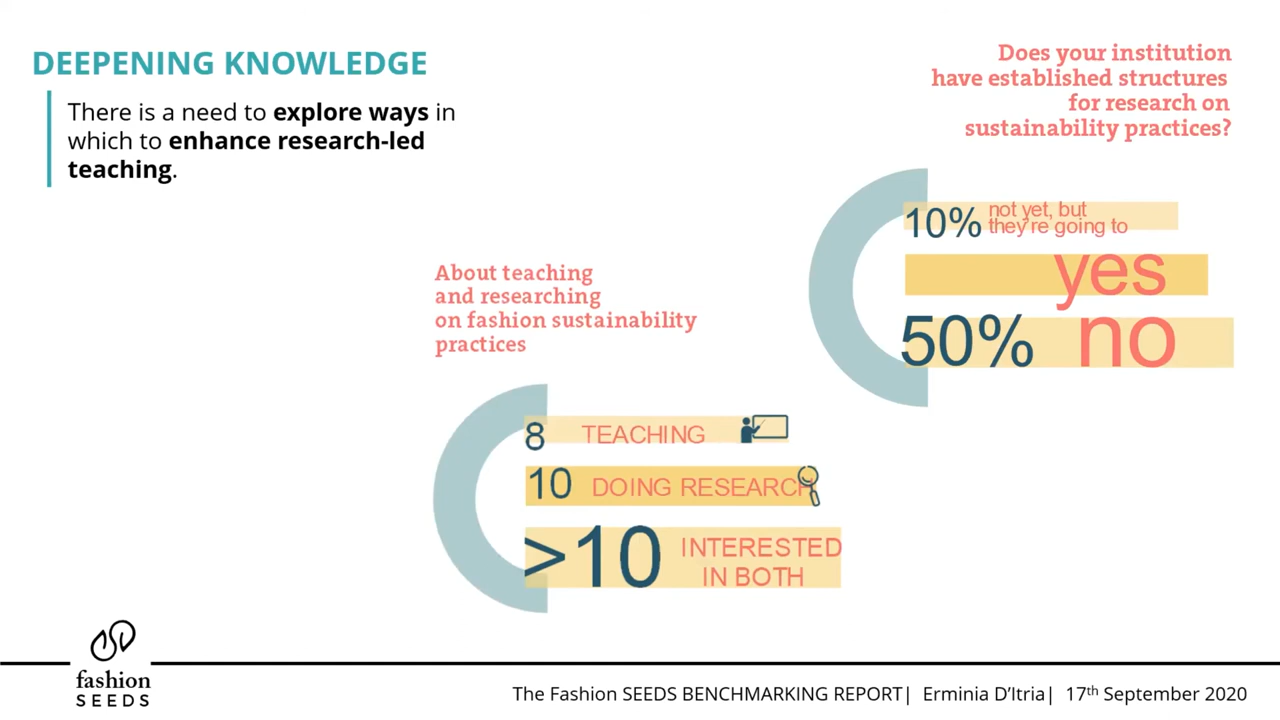 DEEPENING KNOWLEDGE
There is a need to explore ways in
which to enhance research-led
teaching.
Does your institution
have established structures
for research on
sustainability practices?
10% not yet, but
they're going to
yes
50% no
About teaching
and researching
on fashion sustainability
practices
8 TEACHING
10 DOING RESEARCH
>10 INTERESTED
IN BOTH
fashion
SEEDS
The Fashion SEEDS BENCHMARKING REPORT| Erminia D'Itria| 17th September 2020